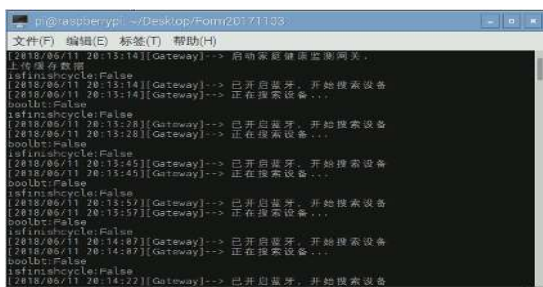 pi@raspberrypi: ~/Desktop/Form20171103
文件(F) 编辑(E) 标签(T) 帮助(H)
[2018/06/11 20:13:14][Gateway]--> 启动家庭健康监测网关.
上传缓存数据
isfinishcycle:False
[2018/06/11 20:13:14][Gateway]--> 已开启蓝牙, 开始搜索设备
[2018/06/11 20:13:14][Gateway]--> 正在搜索设备...
boolbt:False
isfinishcycle:False
[2018/06/11 20:13:28][Gateway]--> 已开启蓝牙, 开始搜索设备
[2018/06/11 20:13:28][Gateway]--> 正在搜索设备...
boolbt:False
isfinishcycle:False
[2018/06/11 20:13:45][Gateway]--> 已开启蓝牙, 开始搜索设备
[2018/06/11 20:13:45][Gateway]--> 正在搜索设备...
boolbt:False
isfinishcycle:False
[2018/06/11 20:13:57][Gateway]--> 已开启蓝牙, 开始搜索设备
[2018/06/11 20:13:57][Gateway]--> 正在搜索设备...
boolbt:False
isfinishcycle:False
[2018/06/11 20:14:07][Gateway]--> 已开启蓝牙, 开始搜索设备
[2018/06/11 20:14:07][Gateway]--> 正在搜索设备...
boolbt:False
isfinishcycle:False
[2018/06/11 20:14:22][Gateway]--> 已开启蓝牙, 开始搜索设备